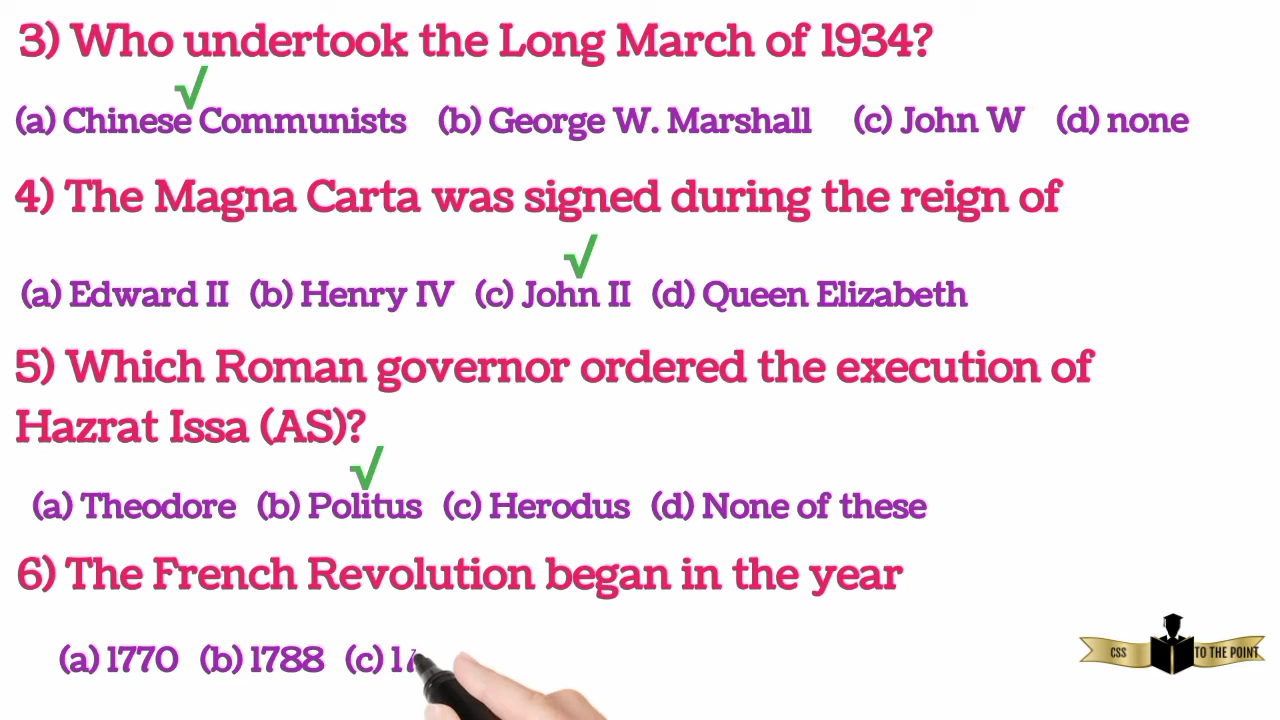 3) Who undertook the Long March of 1934?
√
(a) Chinese Communists (b) George W. Marshall (c) John W (d) none
4) The Magna Carta was signed during the reign of
√
(a) Edward II (b) Henry IV (c) John II (d) Queen Elizabeth
5) Which Roman governor ordered the execution of
Hazrat Issa (AS)?
√
(a) Theodore (b) Politus (c) Herodus (d) None of these
6) The French Revolution began in the year
(a) 1770 (b) 1788 (c)
CSS TO THE POINT